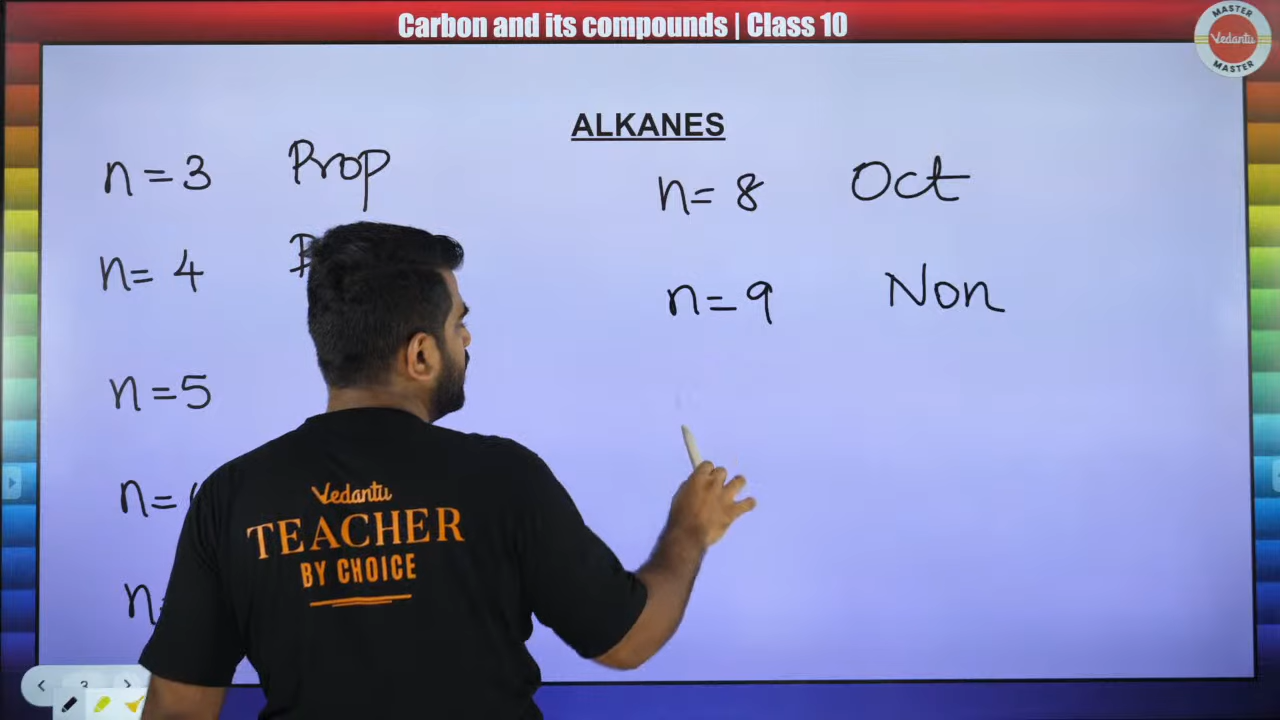 Carbon and its compounds | Class 10
MASTER
Vedantu
MASTER
ALKANES
n=3 Prop
n=4
n=5
n=
n=8 Oct
n=9 Non
Vedantu
TEACHER
BY CHOICE
3